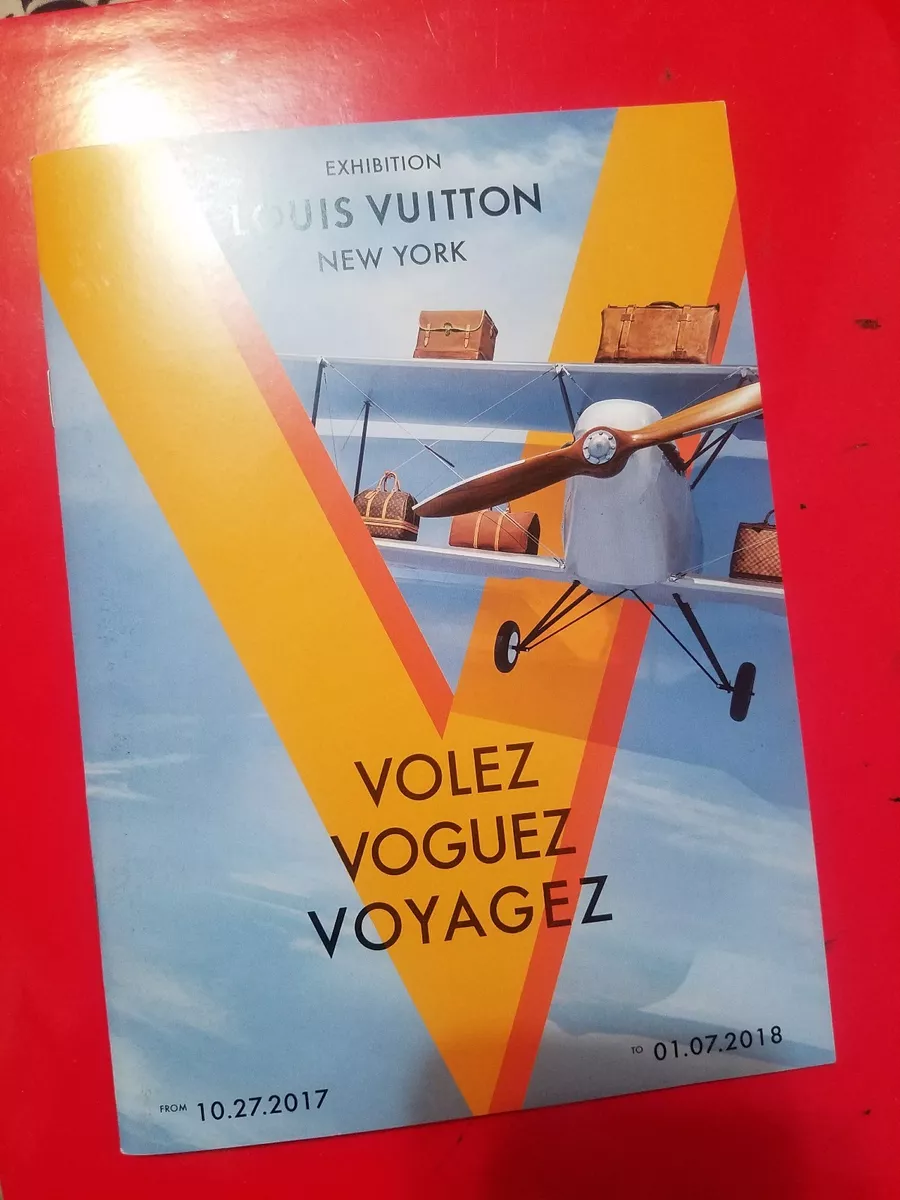 EXHIBITION
LOUIS VUITTON
NEW YORK
VOLEZ
VOGUEZ
VOYAGEZ
FROM 10.27.2017
TO 01.07.2018